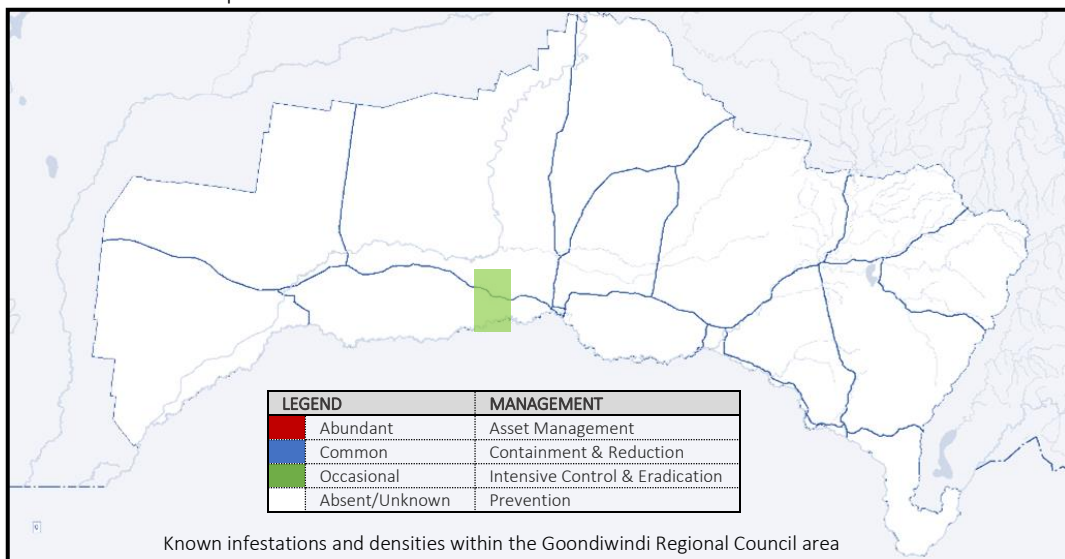 LEGEND MANAGEMENT
Abundant Asset Management
Common Containment & Reduction
Occasional Intensive Control & Eradication
Absent/Unknown Prevention
Known infestations and densities within the Goondiwindi Regional Council area